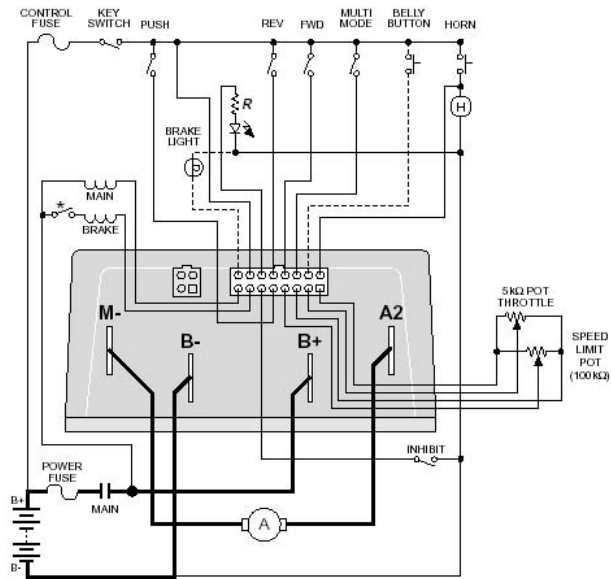 CONTROL
FUSE
KEY
SWITCH
PUSH
REV
FWD
MULTI
MODE
BELLY
BUTTON
HORN
R
H
BRAKE
LIGHT
MAIN
*
BRAKE
M-
B-
B+
A2
5kΩ POT
THROTTLE
SPEED
LIMIT
POT
(100kΩ)
INHIBIT
POWER
FUSE
B+
MAIN
A
B-